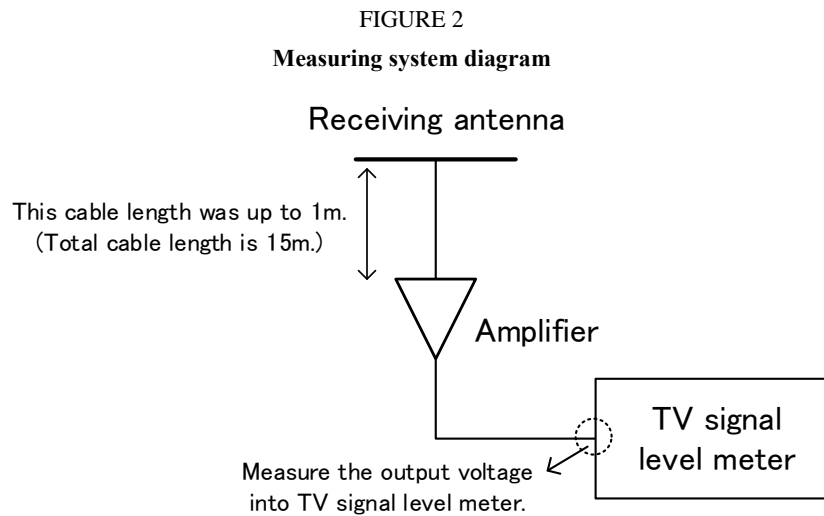 FIGURE 2
Measuring system diagram
Receiving antenna
This cable length was up to 1m.
(Total cable length is 15m.)
Amplifier
TV signal
level meter
Measure the output voltage
into TV signal level meter.